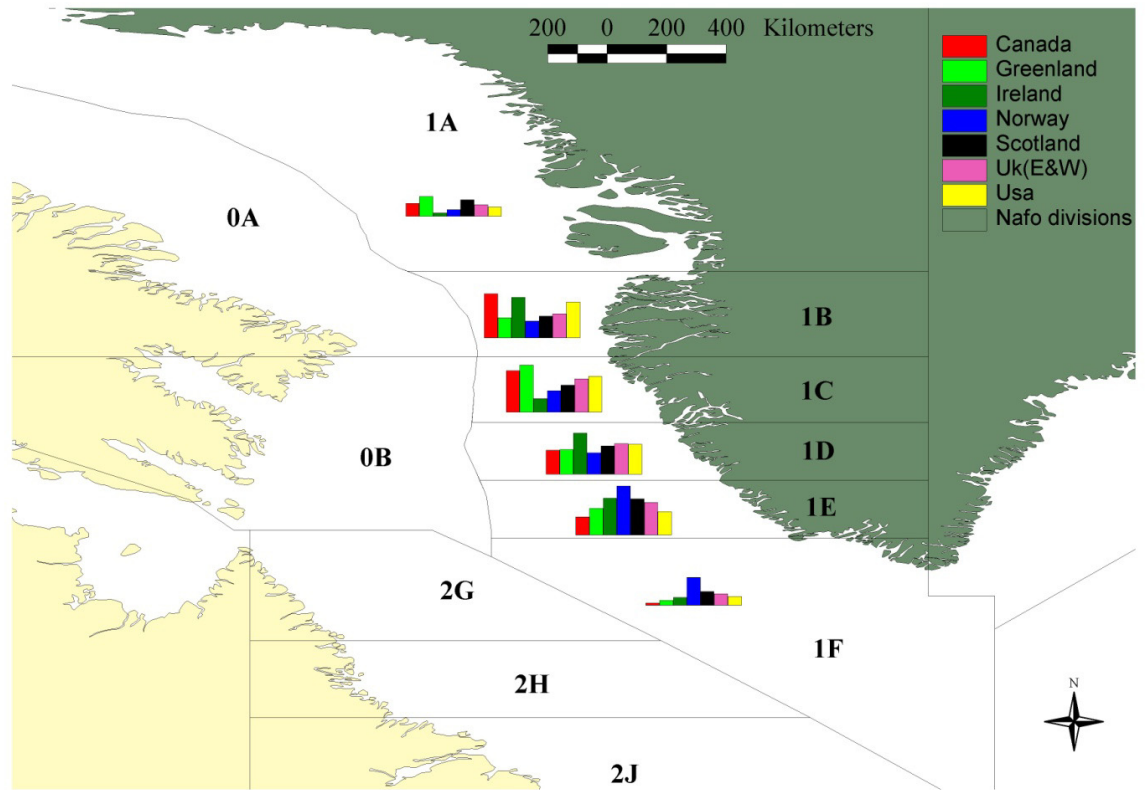 200 0 200 400 Kilometers
Canada
Greenland
Ireland
Norway
Scotland
Uk(E&W)
Usa
Nafo divisions
1A
0A
1B
1C
1D
0B
1E
2G
1F
2H
2J
N